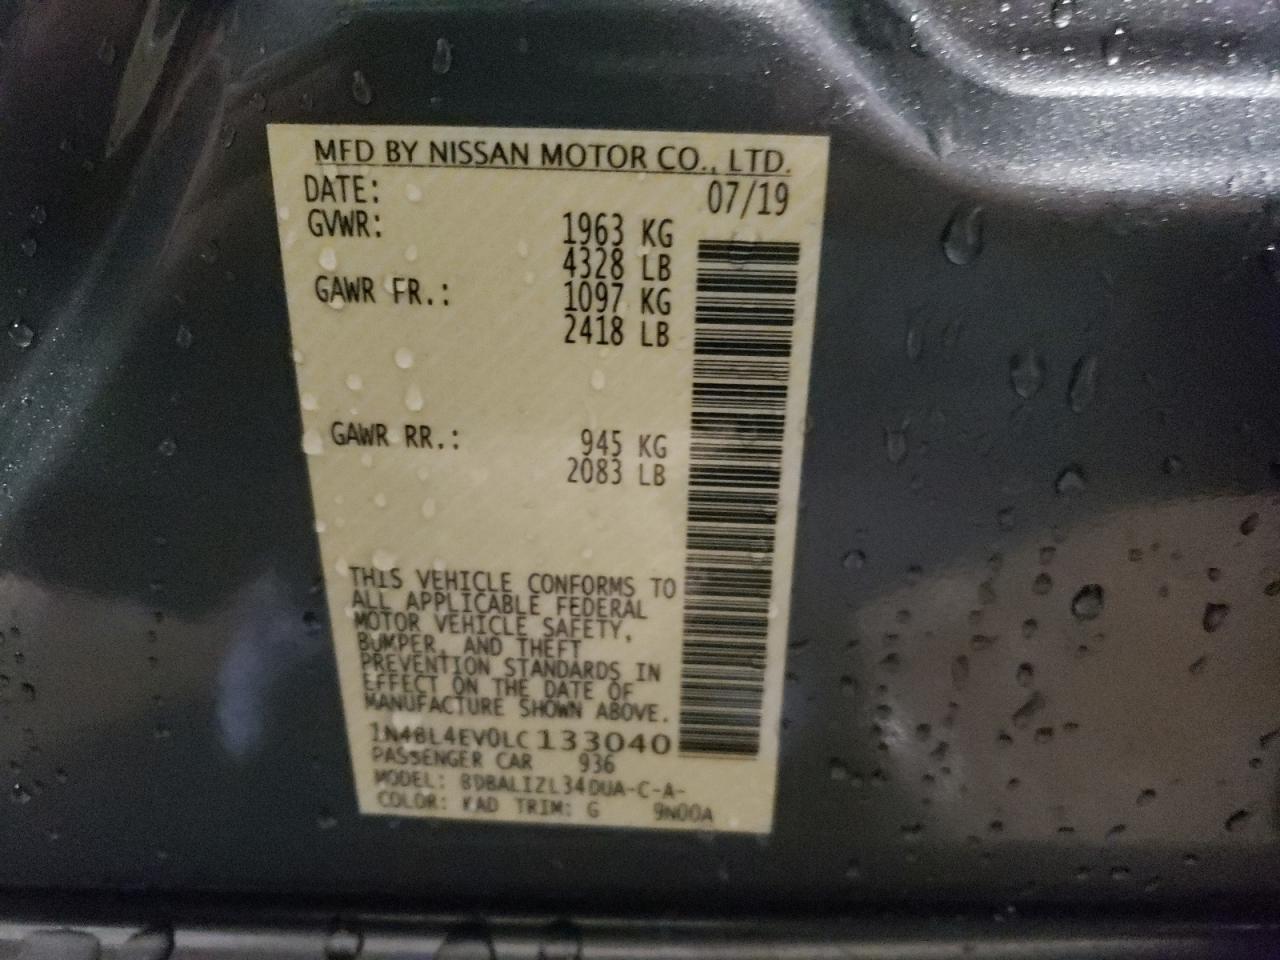 MFD BY NISSAN MOTOR CO., LTD.
DATE: 07/19
GVWR: 1963 KG
4328 LB
GAWR FR.: 1097 KG
2418 LB
GAWR RR.: 945 KG
2083 LB
THIS VEHICLE CONFORMS TO
ALL APPLICABLE FEDERAL
MOTOR VEHICLE SAFETY,
BUMPER, AND THEFT
PREVENTION STANDARDS IN
EFFECT ON THE DATE OF
MANUFACTURE SHOWN ABOVE.
1N4BL4EV0LC133040
PASSENGER CAR 936
MODEL:
COLOR: KAD TRIM: G 9N00A